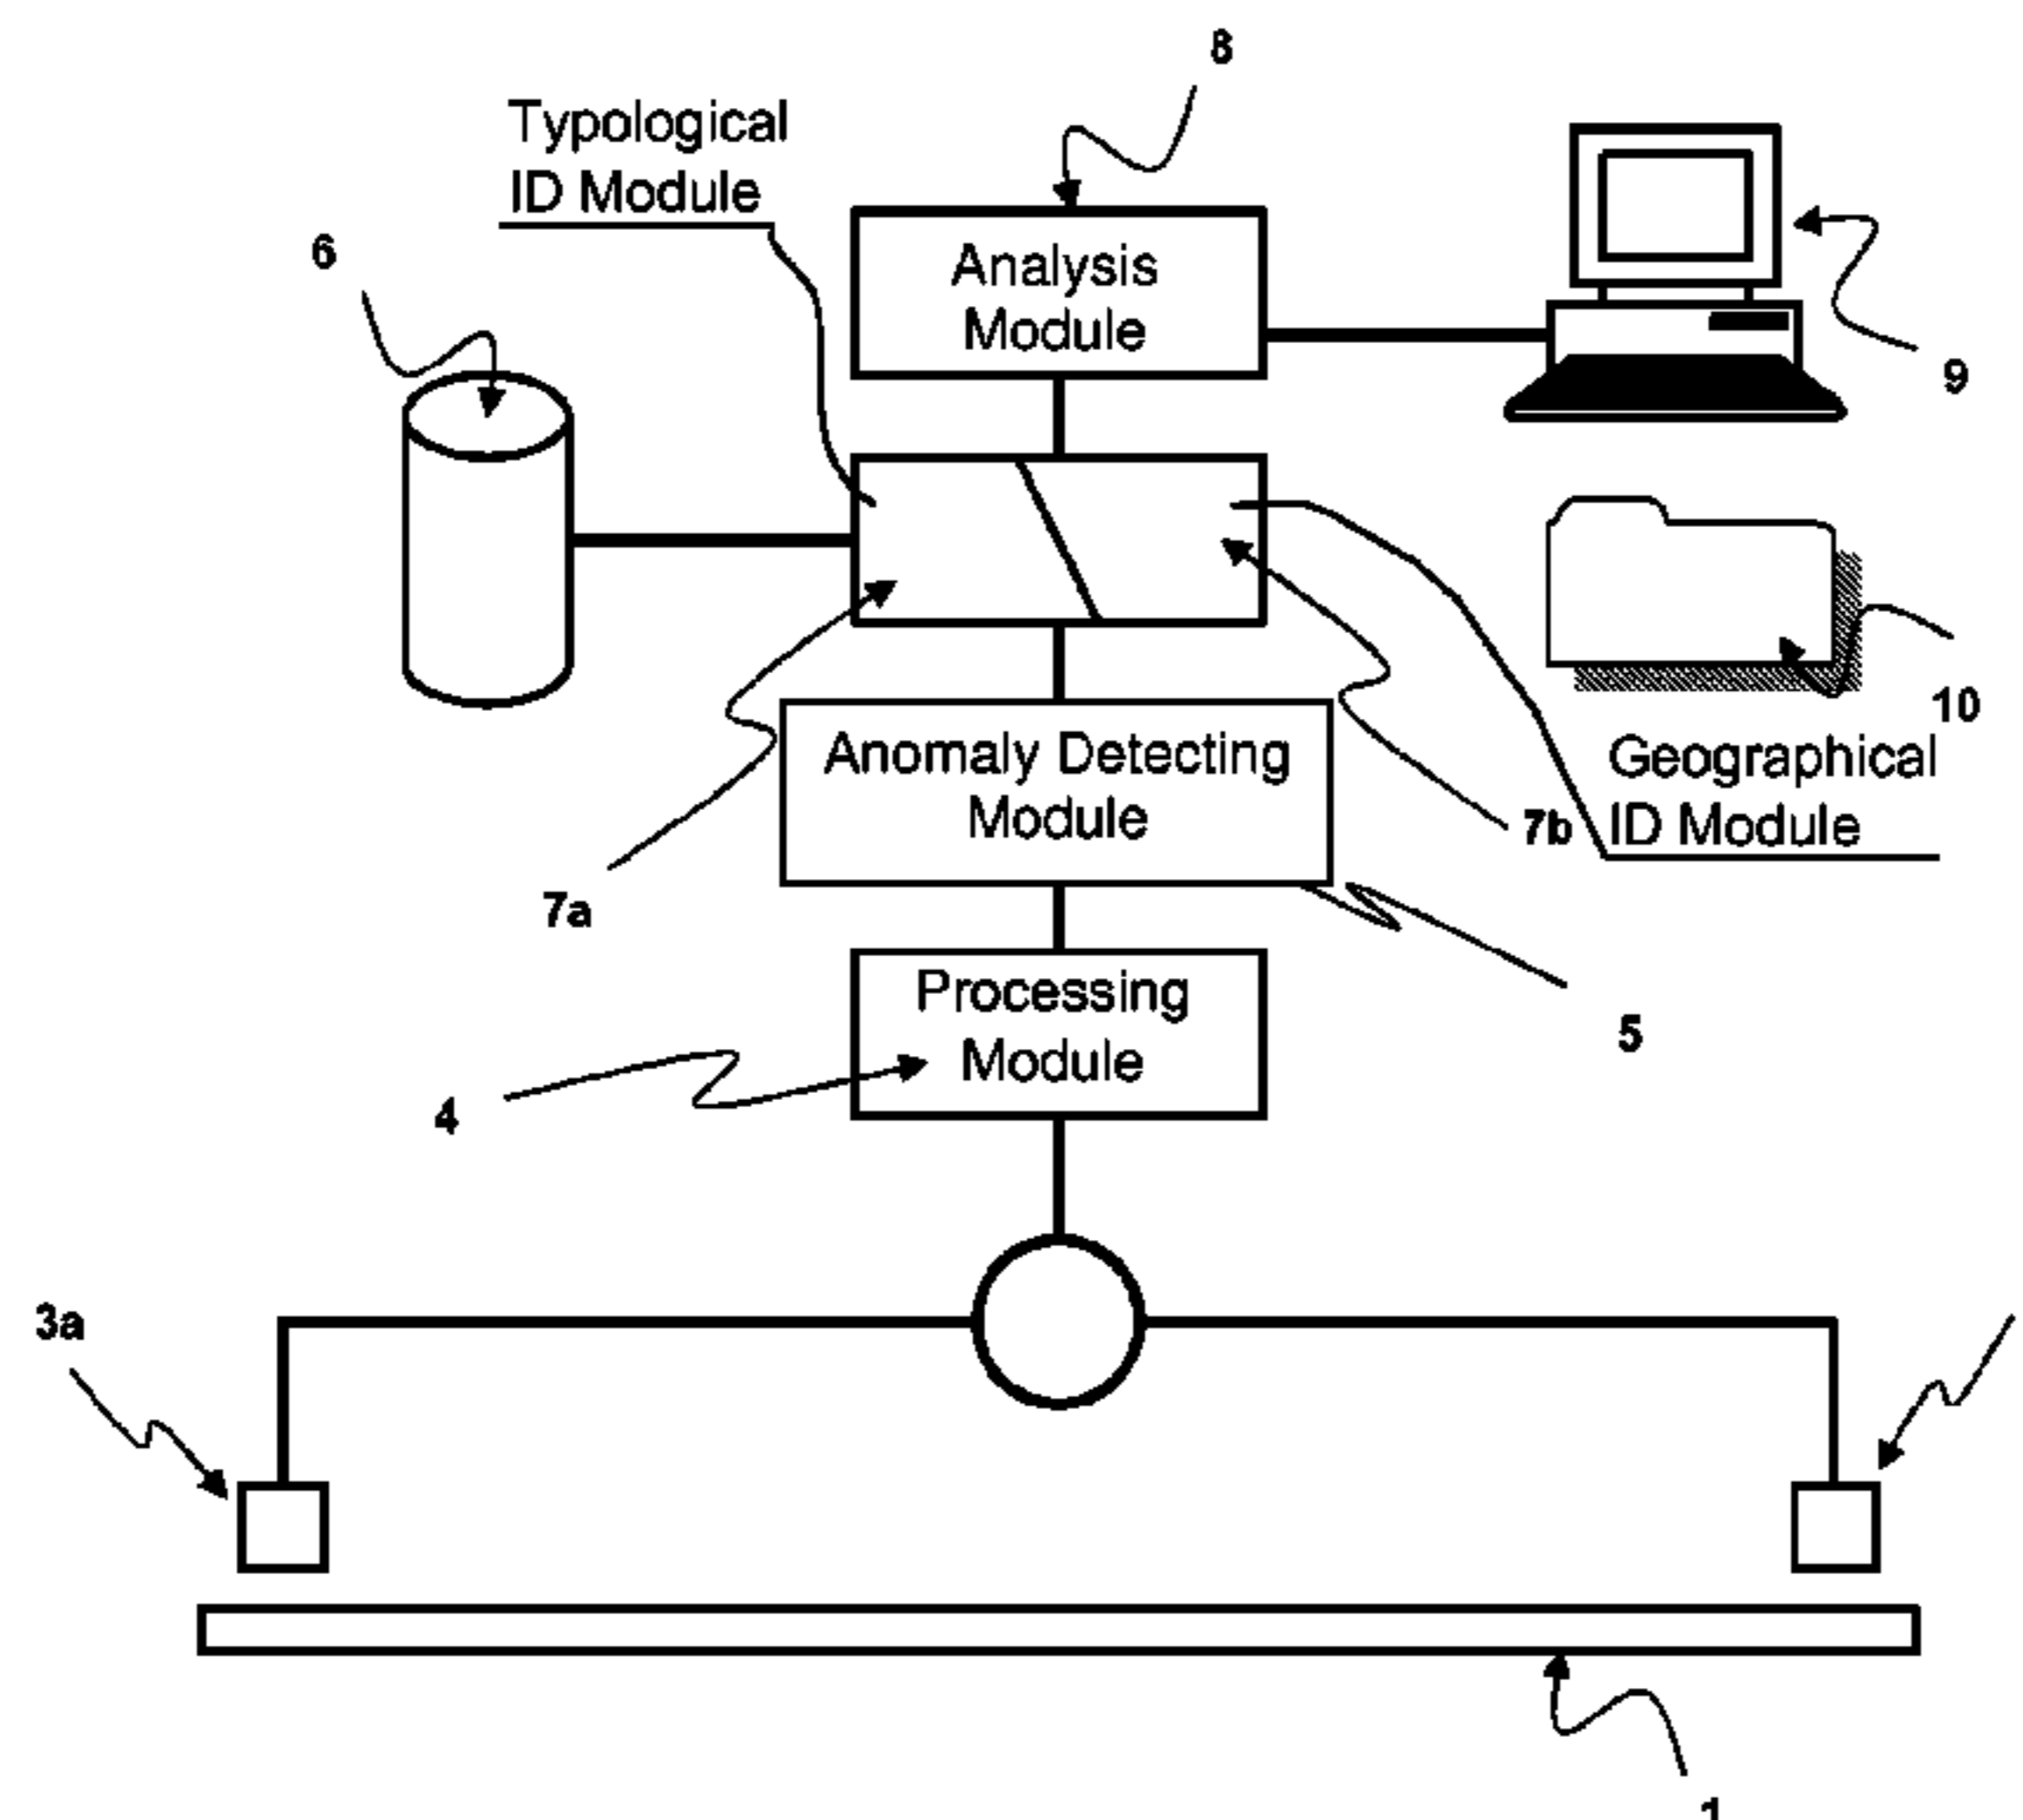 8
Typological
ID Module
6
Analysis
Module
9
10
Anomaly Detecting
Module
Geographical
ID Module
7b
7a
Processing
Module
5
4
3a
1